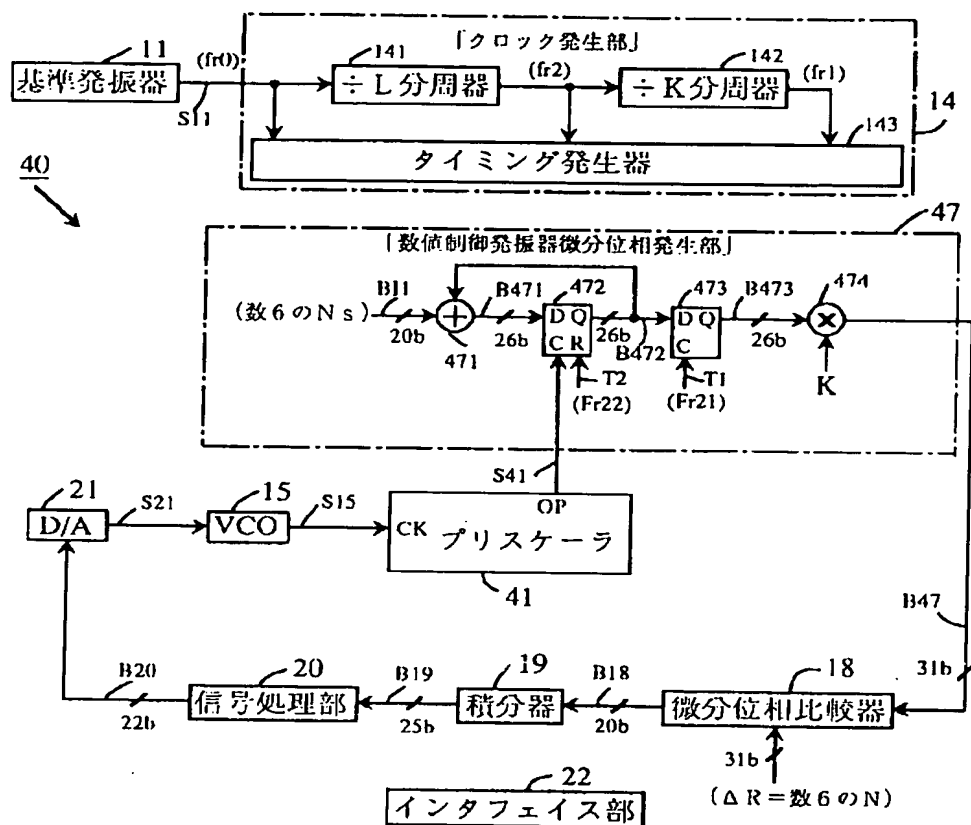 「クロック発生部」
11
(fr0)
141
(fr2)
142
(fr1)
基準発振器
÷L分周器
÷K分周器
S11
14
143
タイミング発生器
40
47
「数値制御発振器微分位相発生部」
B11
B471
472
473
B473
474
(数6のNs)
+
D Q
C R
D Q
C
×
20b
26b
26b
26b
471
B472
T2
(Fr22)
T1
(Fr21)
K
S41
21
S21
15
S15
OP
D/A
VCO
CK
プリスケーラ
41
B47
B20
20
B19
19
B18
18
31b
信号処理部
積分器
微分位相比較器
22b
25b
20b
31b
22
(ΔR=数6のN)
インタフェイス部